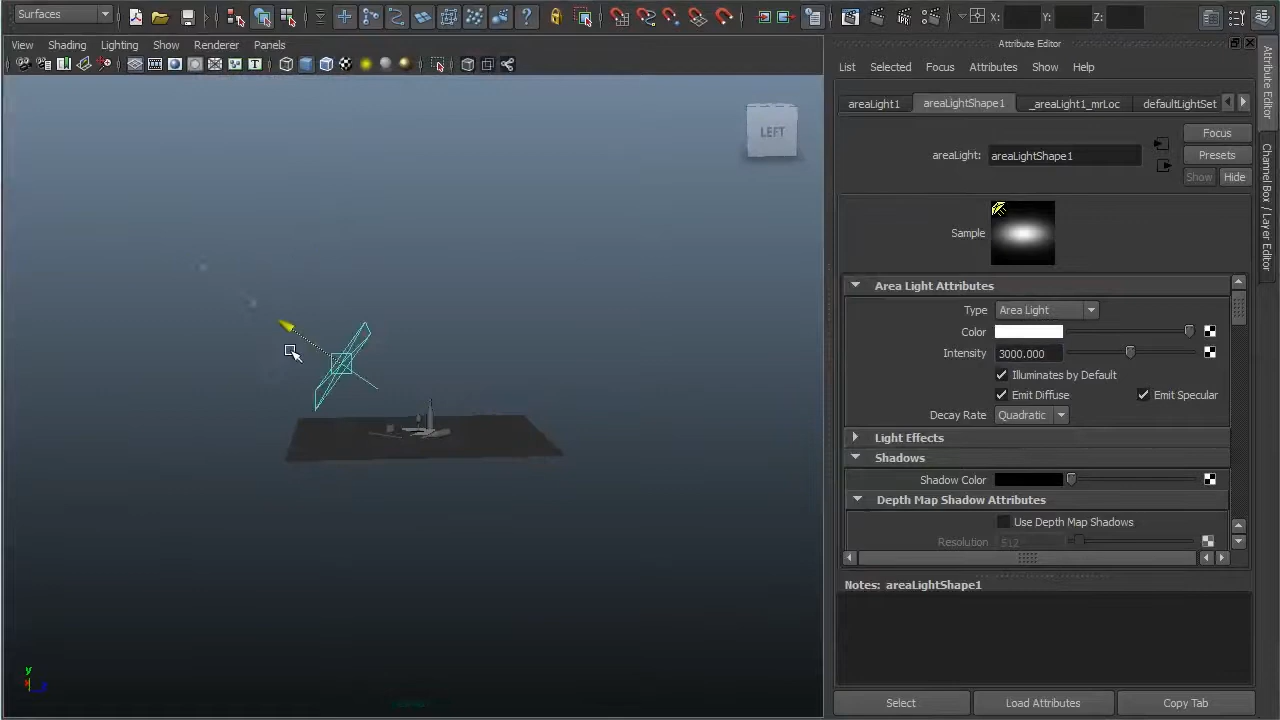 Surfaces
X:
Y:
Z:
View Shading Lighting Show Renderer Panels
Attribute Editor
List Selected Focus Attributes Show Help
areaLight1 areaLightShape1 _areaLight1_mrLoc defaultLightSet
Focus
areaLight: areaLightShape1
Presets
Show Hide
Sample
Area Light Attributes
Type Area Light
Color
Intensity 3000.000
Illuminates by Default
Emit Diffuse Emit Specular
Decay Rate Quadratic
Light Effects
Shadows
Shadow Color
Depth Map Shadow Attributes
Use Depth Map Shadows
Resolution 512
Notes: areaLightShape1
Select Load Attributes Copy Tab
Attribute Editor
Channel Box / Layer Editor
LEFT
y